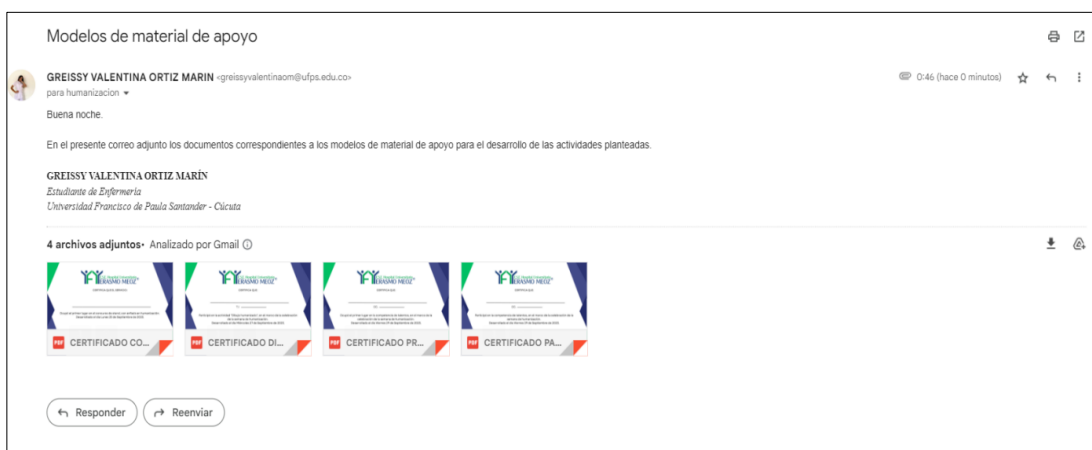 Modelos de material de apoyo
GREISSY VALENTINA ORTIZ MARIN <greissyvalentinaom@ufps.edu.co>
0:46 (hace 0 minutos)
para humanizacion
Buena noche.
En el presente correo adjunto los documentos correspondientes a los modelos de material de apoyo para el desarrollo de las actividades planteadas.
GREISSY VALENTINA ORTIZ MARÍN
Estudiante de Enfermería
Universidad Francisco de Paula Santander - Cúcuta
4 archivos adjuntos• Analizado por Gmail
ERASMO MEOZ
ERASMO MEOZ
ERASMO MEOZ
ERASMO MEOZ
PDF CERTIFICADO CO...
PDF CERTIFICADO DI...
PDF CERTIFICADO PR...
PDF CERTIFICADO PA...
Responder
Reenviar